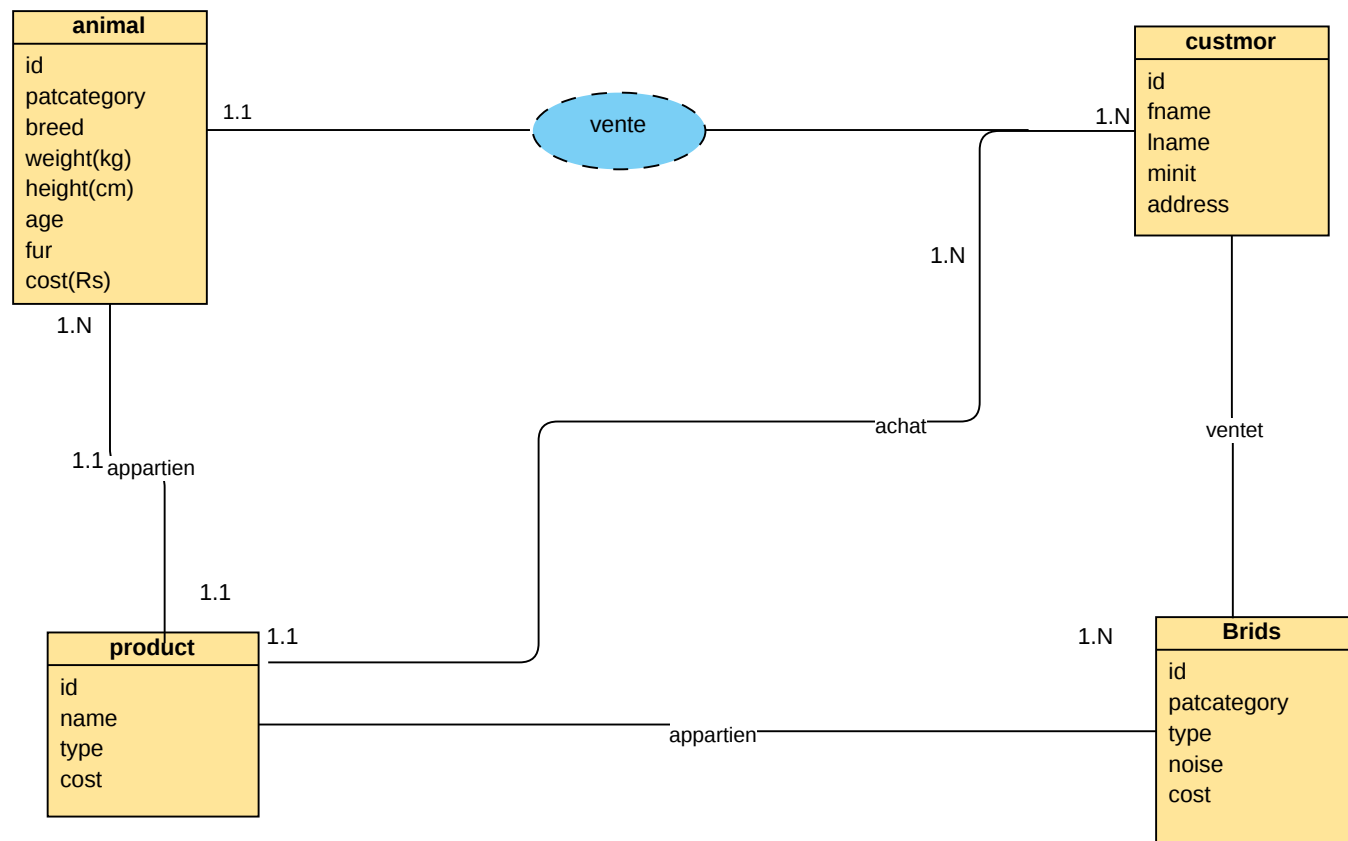 animal
id
patcategory
breed
weight(kg)
height(cm)
age
fur
cost(Rs)
1.1
vente
1.N
custmor
id
fname
lname
minit
address
1.N
1.N
achat
ventet
1.1
appartien
1.1
1.1
1.N
product
id
name
type
cost
appartien
Brids
id
patcategory
type
noise
cost